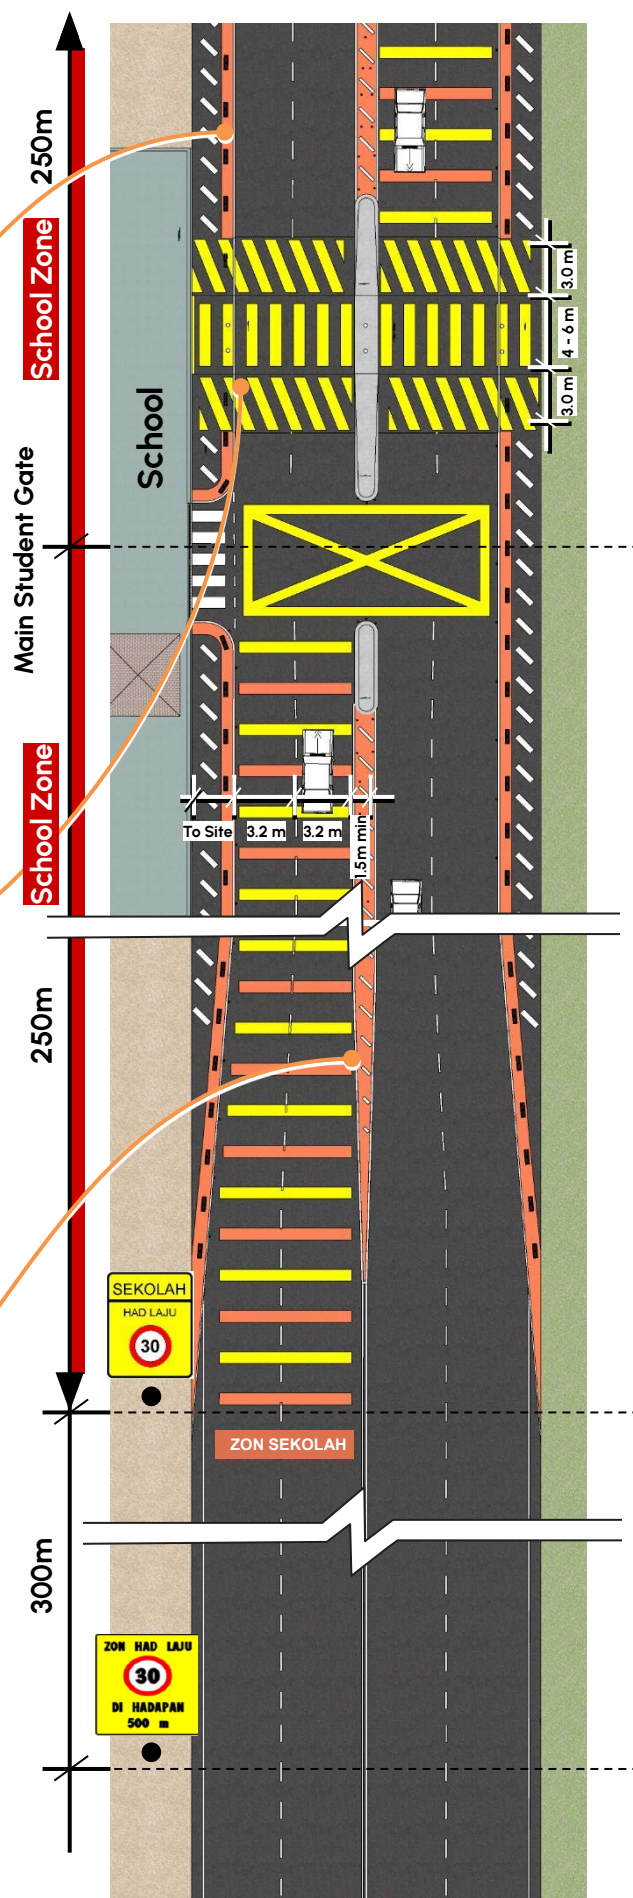 250m
School Zone
3.0 m
4 - 6 m
3.0 m
School
Main Student Gate
School Zone
To Site
3.2 m
3.2 m
1.5m min
250m
SEKOLAH
HAD LAJU
30
ZON SEKOLAH
300m
ZON HAD LAJU
30
DI HADAPAN
500 m